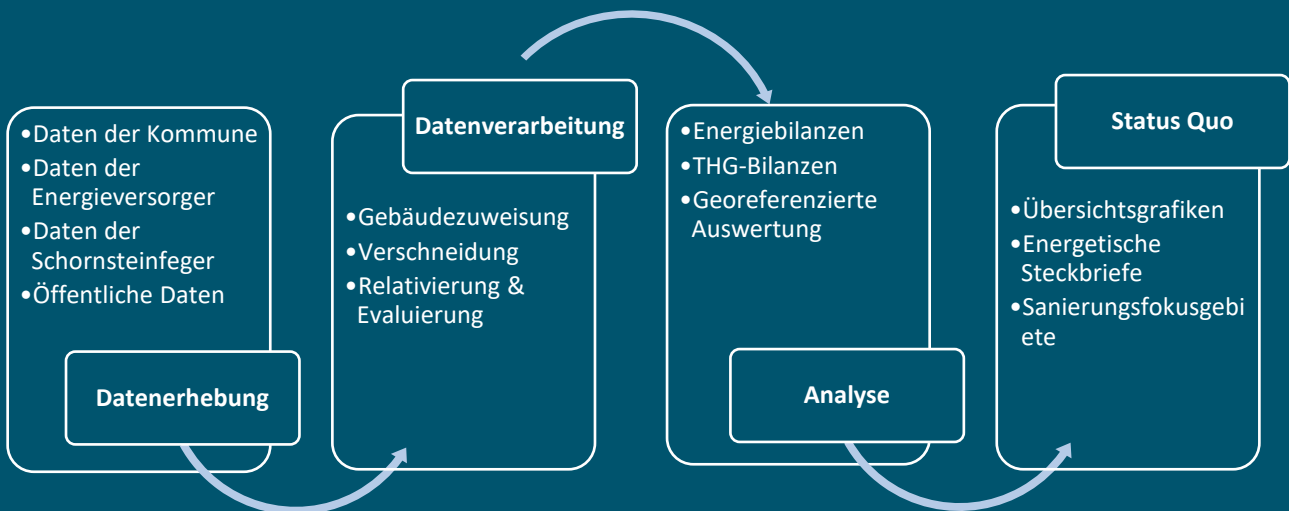 •Daten der Kommune
•Daten der
Energieversorger
•Daten der
Schornsteinfeger
•Öffentliche Daten
Datenerhebung
Datenverarbeitung
•Gebäudezuweisung
•Verschneidung
•Relativierung &
Evaluierung
•Energiebilanzen
•THG-Bilanzen
•Georeferenzierte
Auswertung
Analyse
Status Quo
•Übersichtsgrafiken
•Energetische
Steckbriefe
•Sanierungsfokusgebi
ete